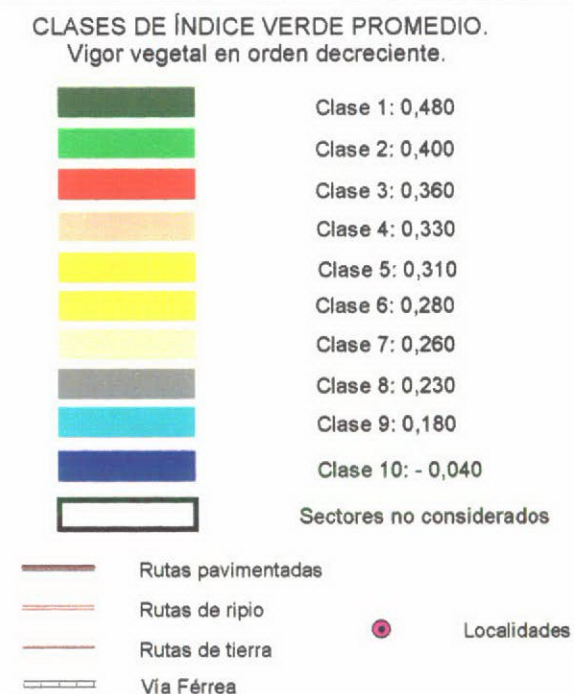 CLASES DE ÍNDICE VERDE PROMEDIO.
Vigor vegetal en orden decreciente.
Clase 1: 0,480
Clase 2: 0,400
Clase 3: 0,360
Clase 4: 0,330
Clase 5: 0,310
Clase 6: 0,280
Clase 7: 0,260
Clase 8: 0,230
Clase 9: 0,180
Clase 10: - 0,040
Sectores no considerados
Rutas pavimentadas
Rutas de ripio
Localidades
Rutas de tierra
Vía Férrea